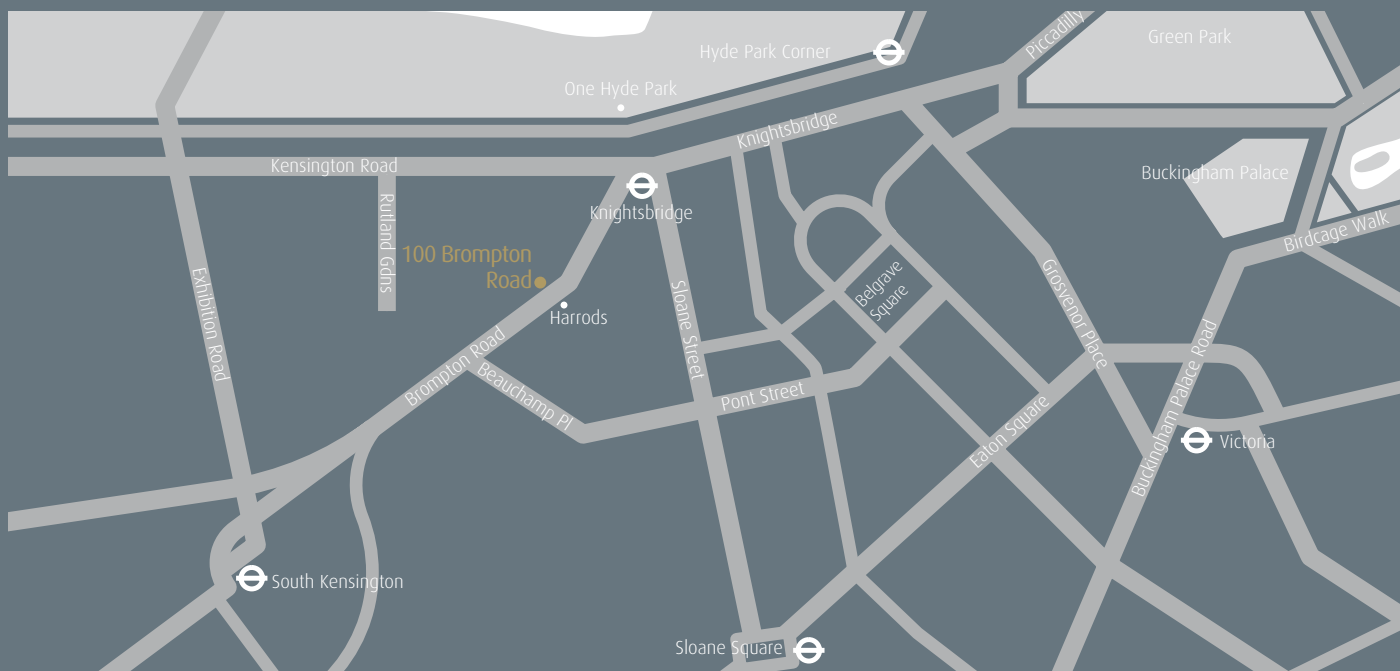 Piccadilly
Green Park
Hyde Park Corner
One Hyde Park
Knightsbridge
Kensington Road
Buckingham Palace
Rutland Gdns
Knightsbridge
Birdcage Walk
100 Brompton
Road
Belgrave
Square
Exhibition Road
Sloane Street
Grosvenor Place
Harrods
Brompton Road
Beauchamp Pl
Pont Street
Eaton Square
Buckingham Palace Road
Victoria
South Kensington
Sloane Square